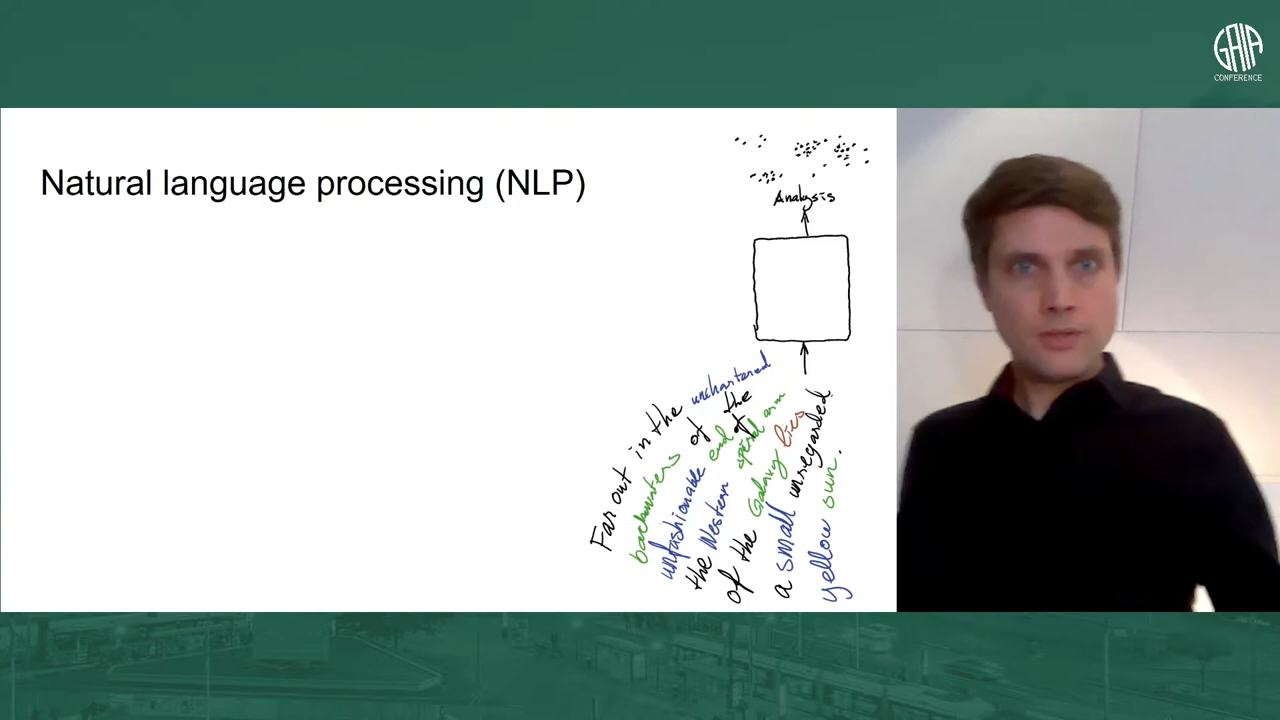 GAIA
CONFERENCE
Natural language processing (NLP)
Analysis
Far out in the unchartered
backwaters of the
unfashionable end of the
the Western spiral arm
of the Galaxy lies
a small unregarded
yellow sun.